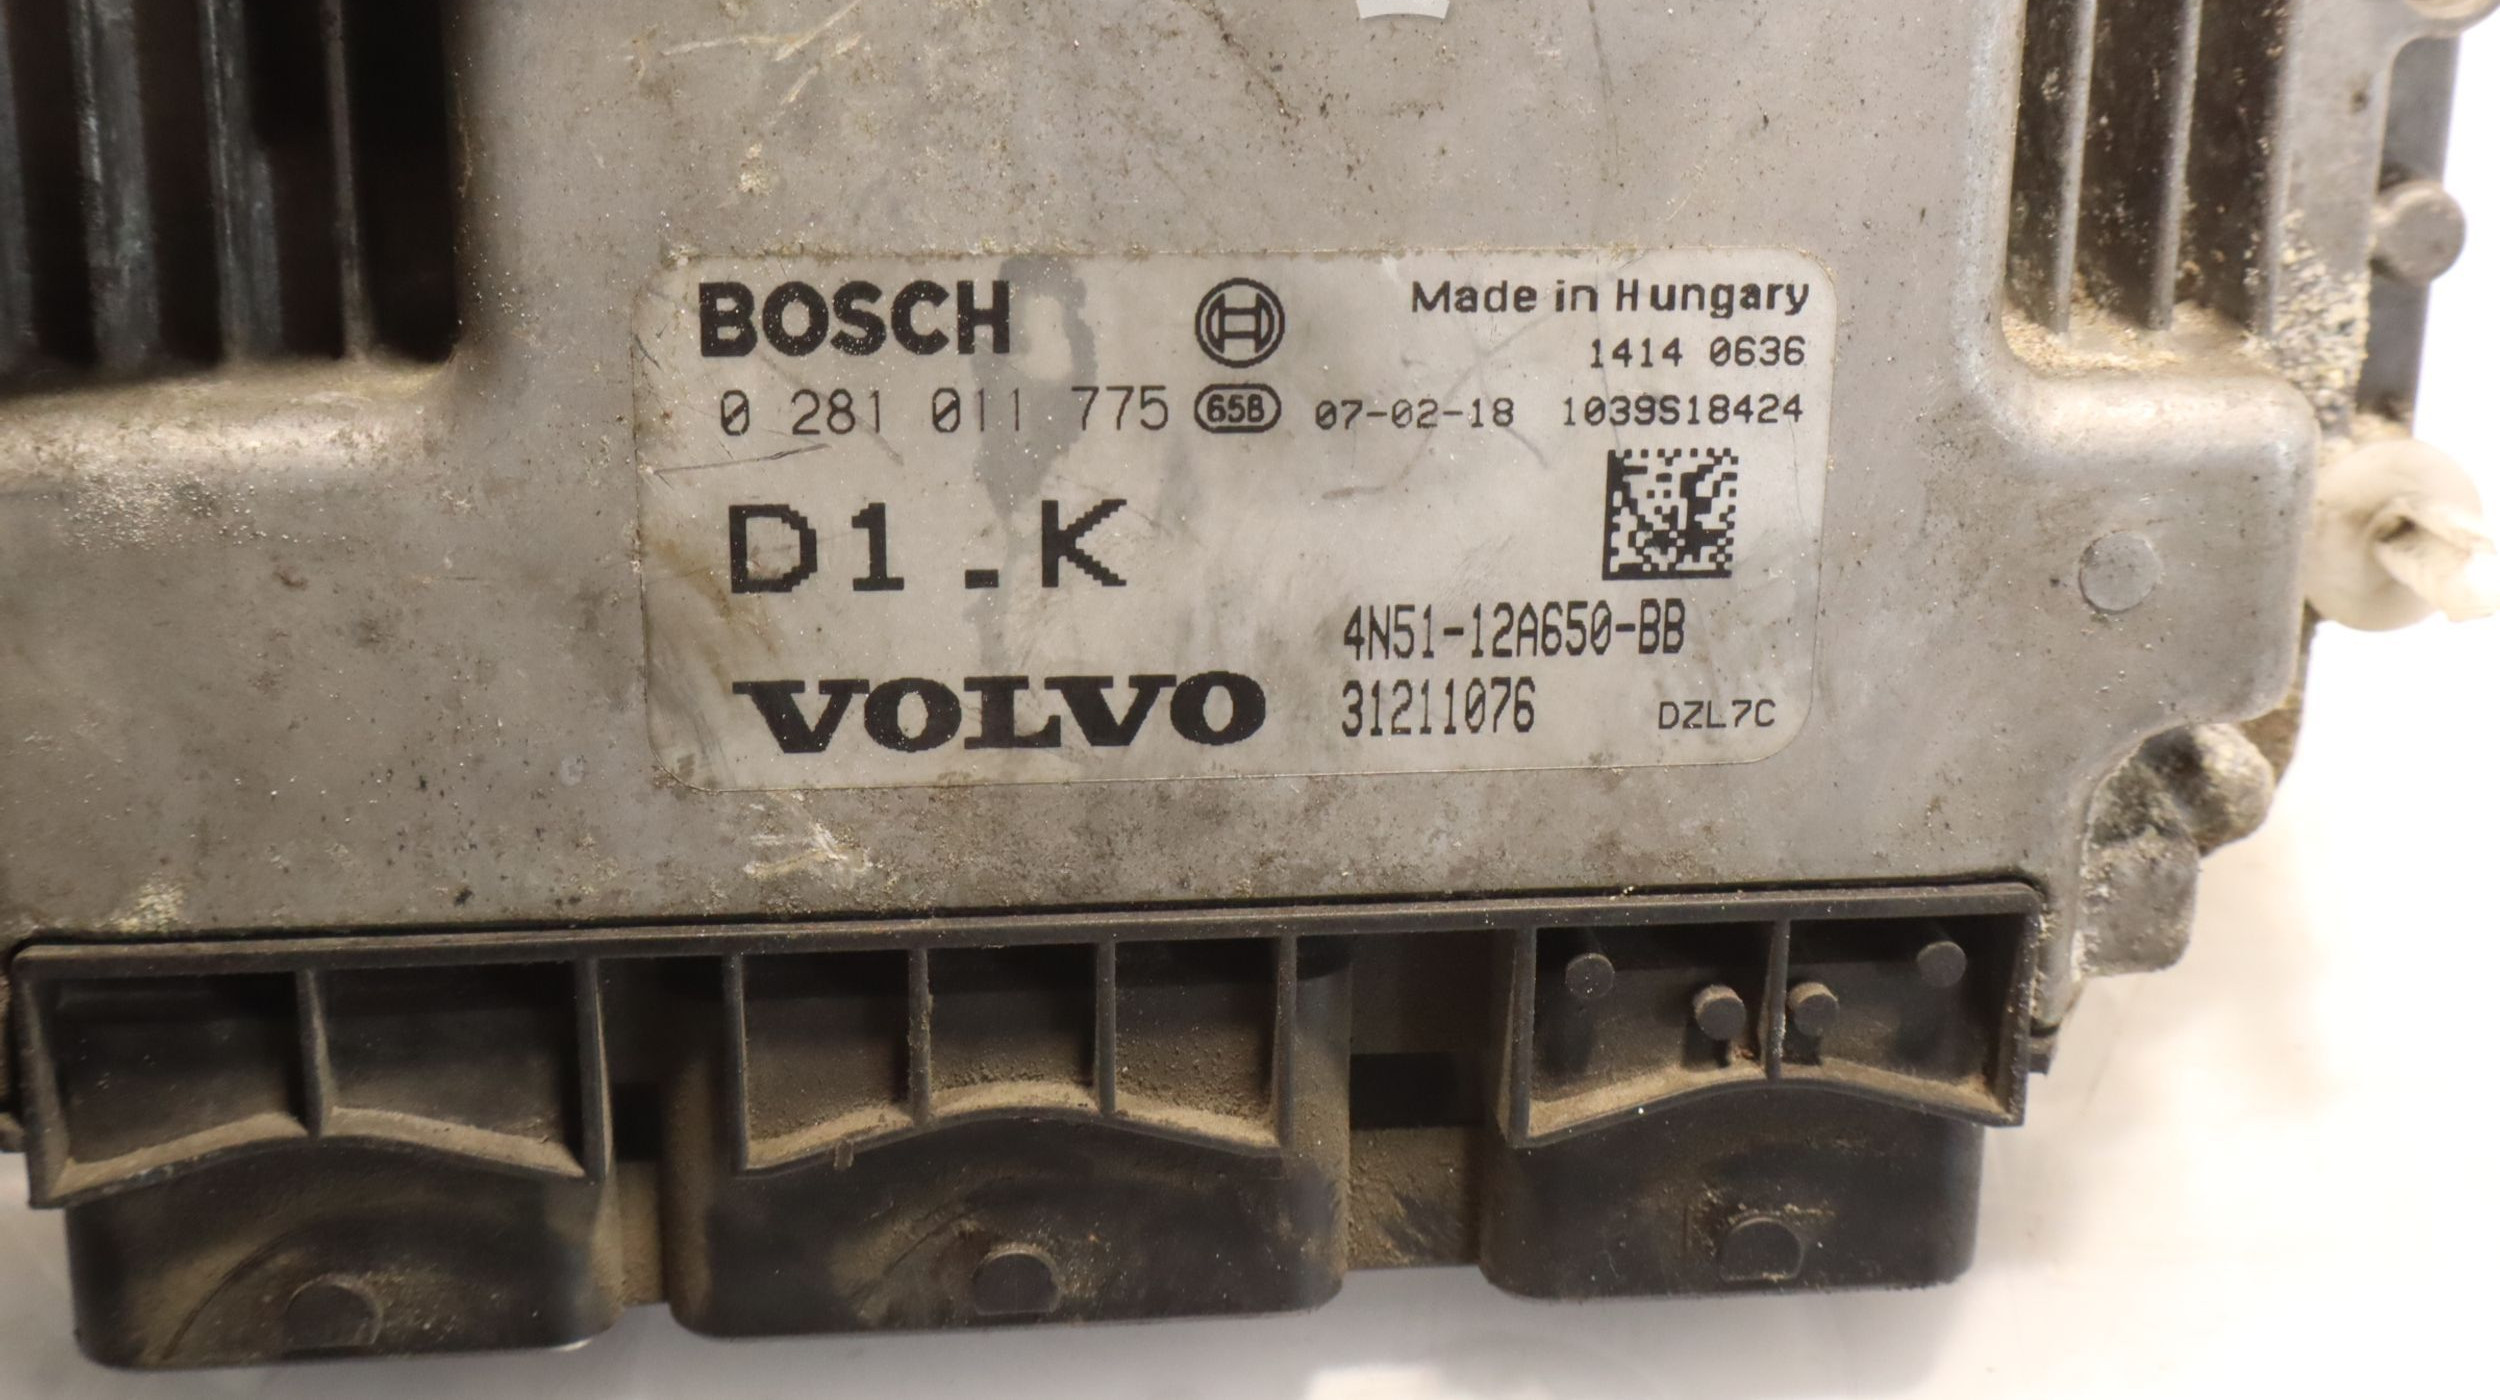 BOSCH
Made in Hungary
1414 0636
0 281 011 775 65B 07-02-18 1039S18424
D1.K
4N51-12A650-BB
VOLVO 31211076 DZL7C